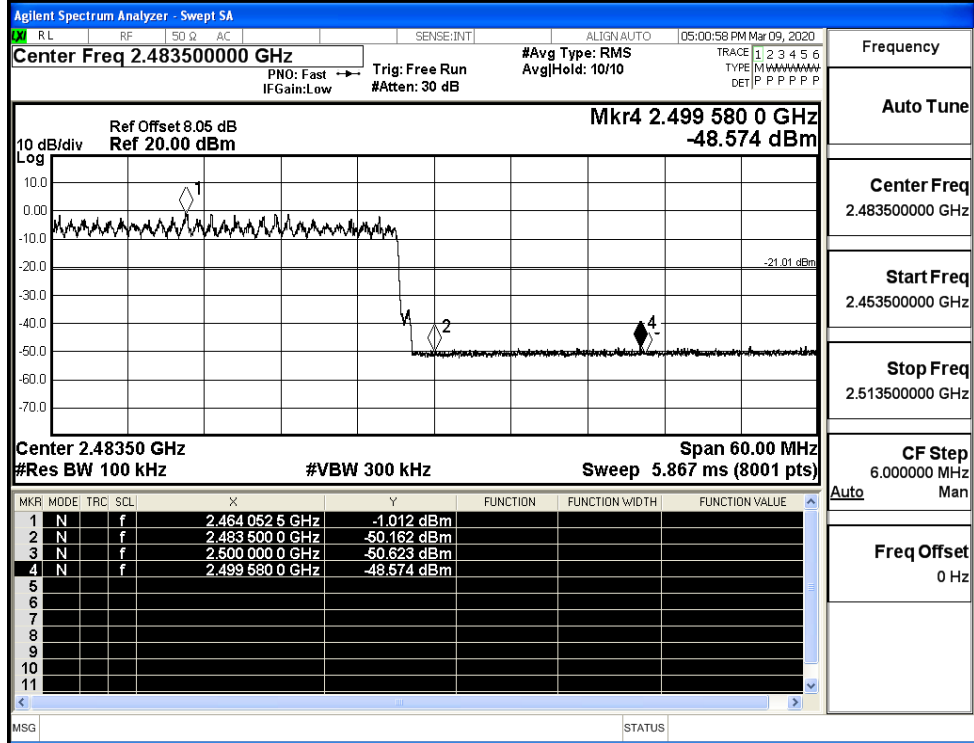 Agilent Spectrum Analyzer - Swept SA
LXI RL RF 50 Ω AC SENSE:INT ALIGN AUTO 05:00:58 PM Mar 09, 2020
Center Freq 2.483500000 GHz
PNO: Fast
IFGain:Low
Trig: Free Run
#Atten: 30 dB
#Avg Type: RMS
Avg|Hold: 10/10
TRACE 1 2 3 4 5 6
TYPE M W W W W W
DET P P P P P P
Ref Offset 8.05 dB
10 dB/div Ref 20.00 dBm
Log
Mkr4 2.499 580 0 GHz
-48.574 dBm
10.0
0.00
-10.0
-20.0
-30.0
-40.0
-50.0
-60.0
-70.0
1
-21.01 dBm
2
4
Center 2.48350 GHz Span 60.00 MHz
#Res BW 100 kHz #VBW 300 kHz Sweep 5.867 ms (8001 pts)
MKR MODE TRC SCL X Y FUNCTION FUNCTION WIDTH FUNCTION VALUE
1 N f 2.464 052 5 GHz -1.012 dBm
2 N f 2.483 500 0 GHz -50.162 dBm
3 N f 2.500 000 0 GHz -50.623 dBm
4 N f 2.499 580 0 GHz -48.574 dBm
5
6
7
8
9
10
11
MSG STATUS
Frequency
Auto Tune
Center Freq
2.483500000 GHz
Start Freq
2.453500000 GHz
Stop Freq
2.513500000 GHz
CF Step
6.000000 MHz
Auto Man
Freq Offset
0 Hz